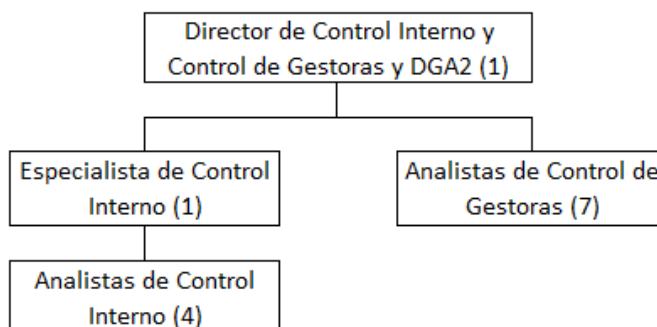 Director de Control Interno y
Control de Gestoras y DGA2 (1)
Especialista de Control
Interno (1)
Analistas de Control de
Gestoras (7)
Analistas de Control
Interno (4)